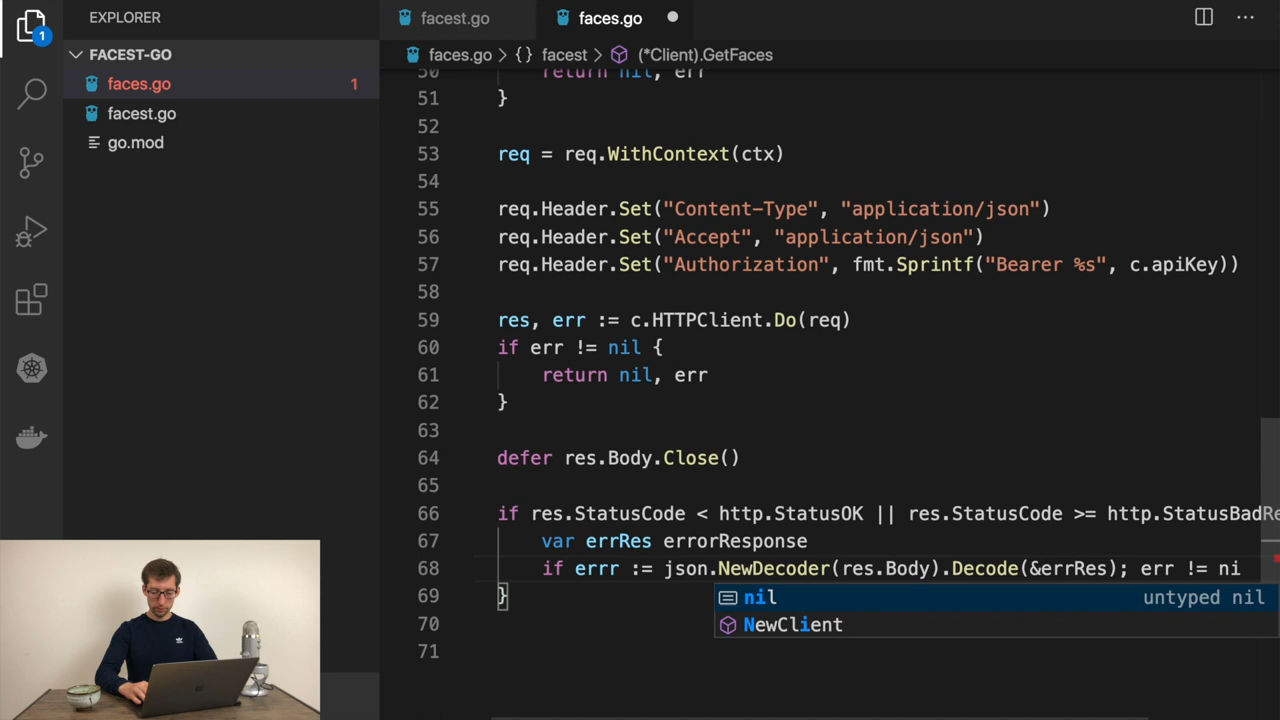 EXPLORER
FACEST-GO
faces.go 1
facest.go
go.mod
1
facest.go
faces.go
faces.go > {} facest > (*Client).GetFaces
50 return nil, err
51 }
52
53 req = req.WithContext(ctx)
54
55 req.Header.Set("Content-Type", "application/json")
56 req.Header.Set("Accept", "application/json")
57 req.Header.Set("Authorization", fmt.Sprintf("Bearer %s", c.apiKey))
58
59 res, err := c.HTTPClient.Do(req)
60 if err != nil {
61 return nil, err
62 }
63
64 defer res.Body.Close()
65
66 if res.StatusCode < http.StatusOK || res.StatusCode >= http.StatusBadRe
67 var errRes errorResponse
68 if errr := json.NewDecoder(res.Body).Decode(&errRes); err != ni
nil untyped nil
69 }
NewClient
70
71